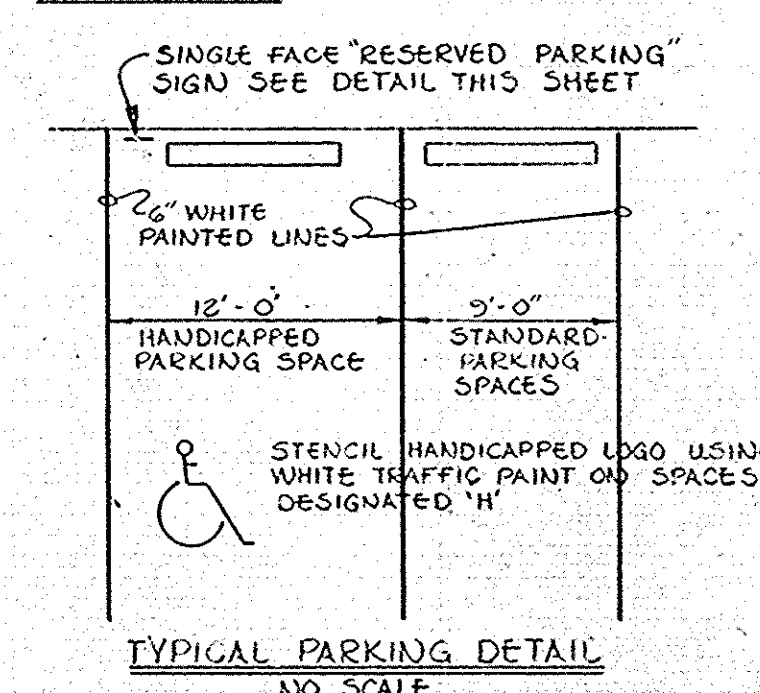 SINGLE FACE "RESERVED PARKING"
SIGN SEE DETAIL THIS SHEET
6" WHITE
PAINTED LINES
12'-0"
HANDICAPPED
PARKING SPACE
9'-0"
STANDARD
PARKING
SPACES
STENCIL HANDICAPPED LOGO USIN
WHITE TRAFFIC PAINT ON SPACES
DESIGNATED 'H'
TYPICAL PARKING DETAIL
NO SCALE